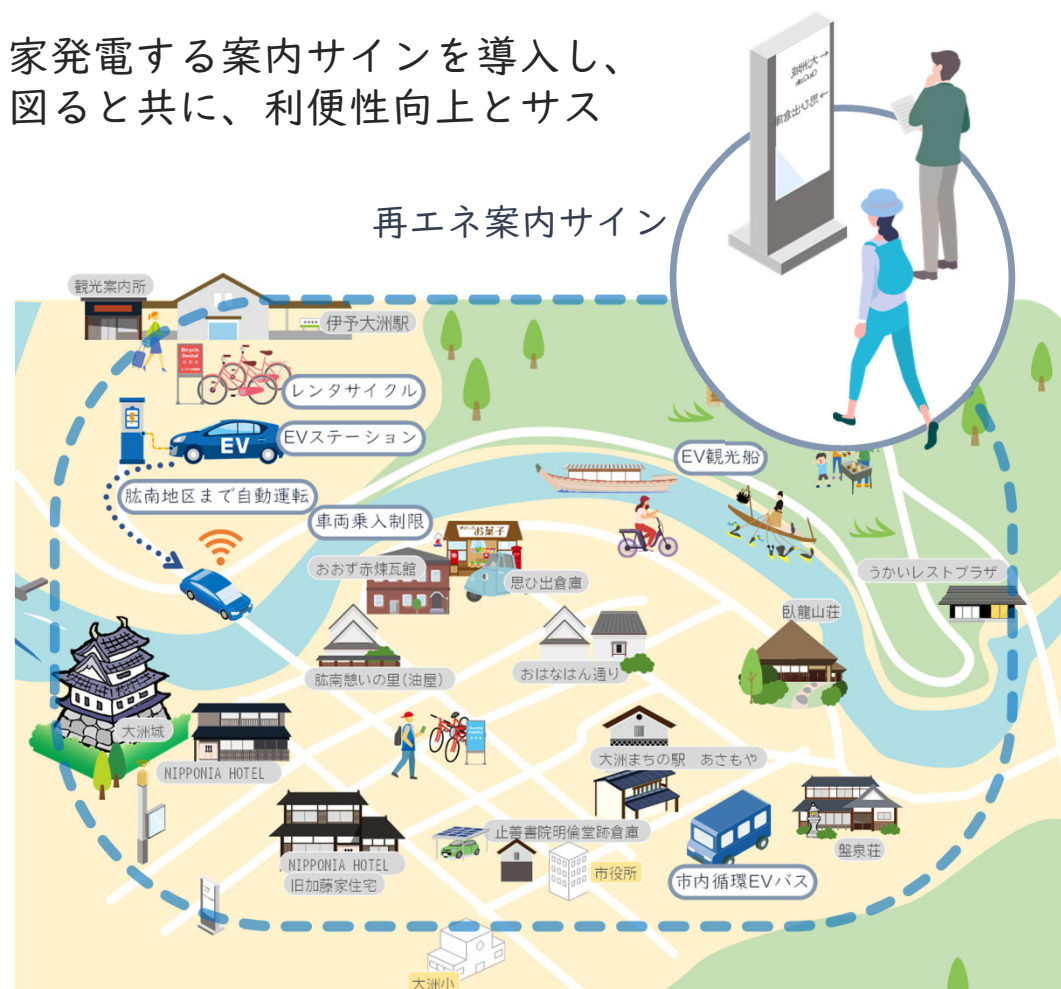 家発電する案内サインを導入し、
図ると共に、利便性向上とサス
再エネ案内サイン
観光案内所
伊予大洲駅
Bicycle
Rental
レンタサイクル
EV
EVステーション
EV観光船
肱南地区まで自動運転
車両乗入制限
お菓子
おおず赤煉瓦館
思ひ出倉庫
うかいレストプラザ
臥龍山荘
肱南憩いの里(油屋)
おはなはん通り
大洲城
NIPPONIA HOTEL
大洲まちの駅 あさもや
止善書院明倫堂跡倉庫
NIPPONIA HOTEL
旧加藤家住宅
市役所
市内循環EVバス
盤泉荘
大洲小